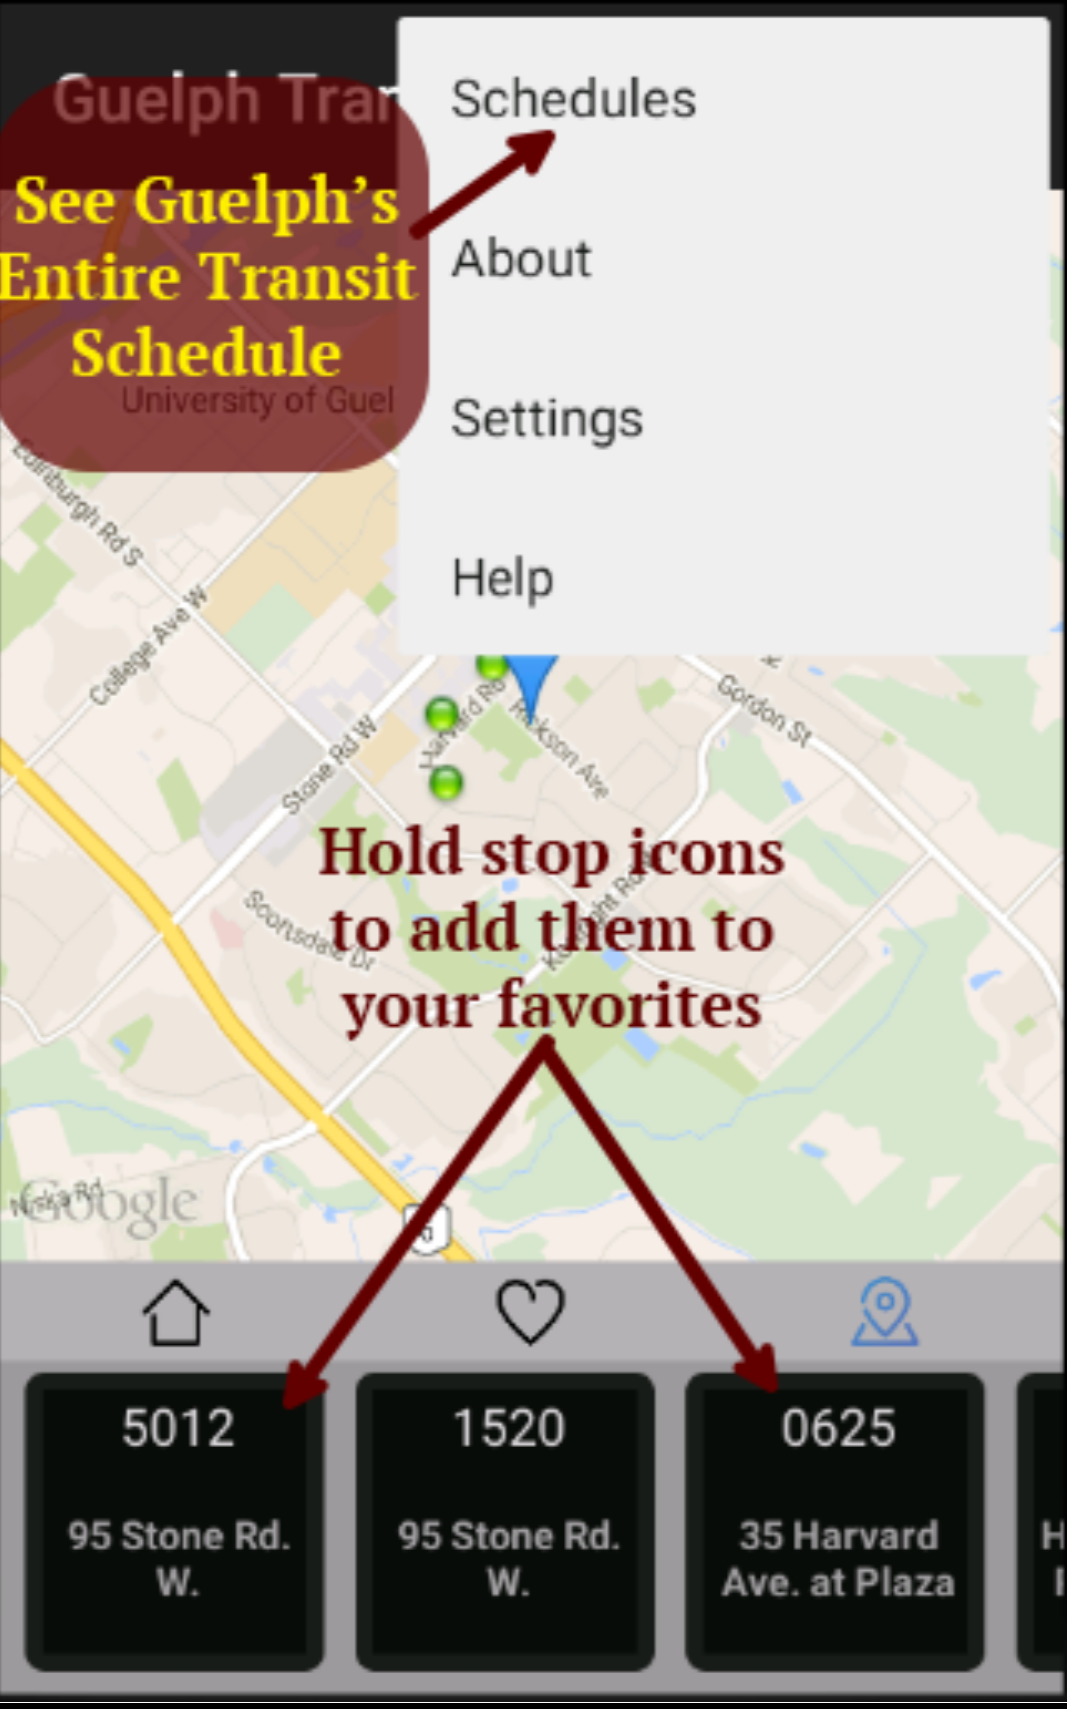 Guelph Tran
Schedules
See Guelph's
Entire Transit
Schedule
About
University of Guel
Settings
Help
Edinburgh Rd S
College Ave W
Stone Rd W
Harvard Rd
Rickson Ave
Gordon St
Hold stop icons
to add them to
your favorites
Scottsdale Dr
Niska Rd
Google
6
5012
95 Stone Rd.
W.
1520
95 Stone Rd.
W.
0625
35 Harvard
Ave. at Plaza
H